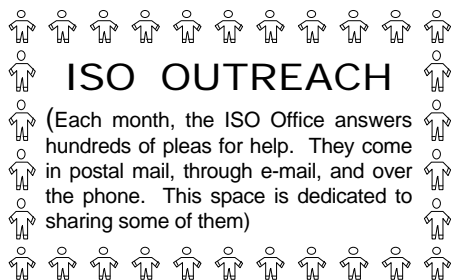 ISO OUTREACH
(Each month, the ISO Office answers
hundreds of pleas for help. They come
in postal mail, through e-mail, and over
the phone. This space is dedicated to
sharing some of them)